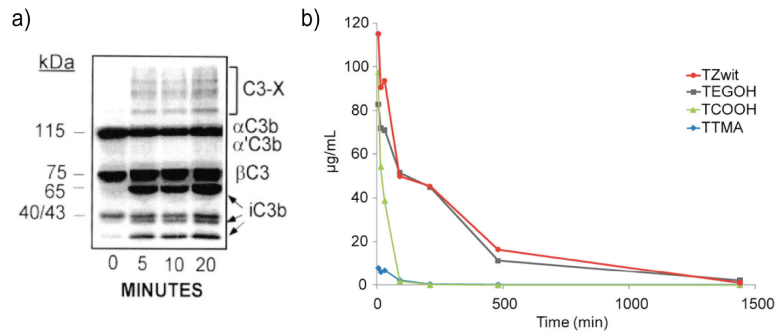 a)
kDa
C3-X
115
αC3b
α'C3b
75
βC3
65
40/43
iC3b
0 5 10 20
MINUTES
b)
120
100
80
60
40
20
0
µg/mL
0 500 1000 1500
Time (min)
TZwit
TEGOH
TCOOH
TTMA